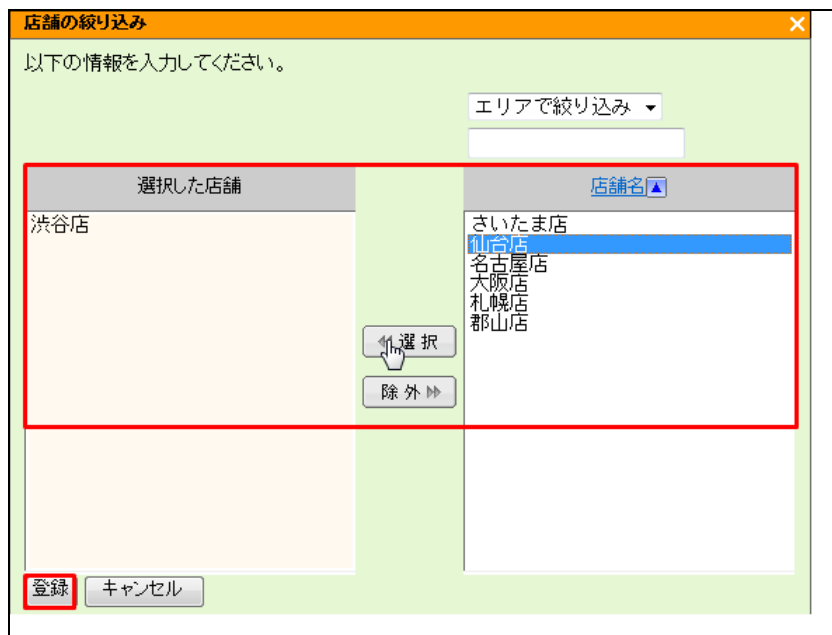 店舗の絞り込み
以下の情報を入力してください。
エリアで絞り込み
選択した店舗
店舗名
渋谷店
さいたま店
仙台店
名古屋店
大阪店
札幌店
郡山店
選 択
除 外
登録
キャンセル